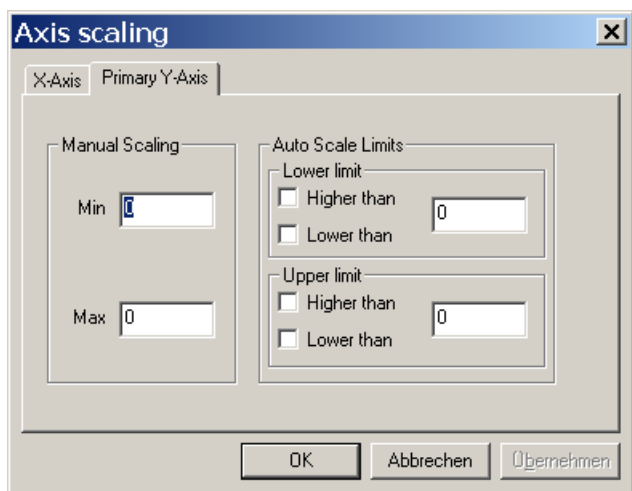 Axis scaling
X-Axis
Primary Y-Axis
Manual Scaling
Min 0
Max 0
Auto Scale Limits
Lower limit
Higher than
Lower than
0
Upper limit
Higher than
Lower than
0
OK
Abbrechen
Übernehmen